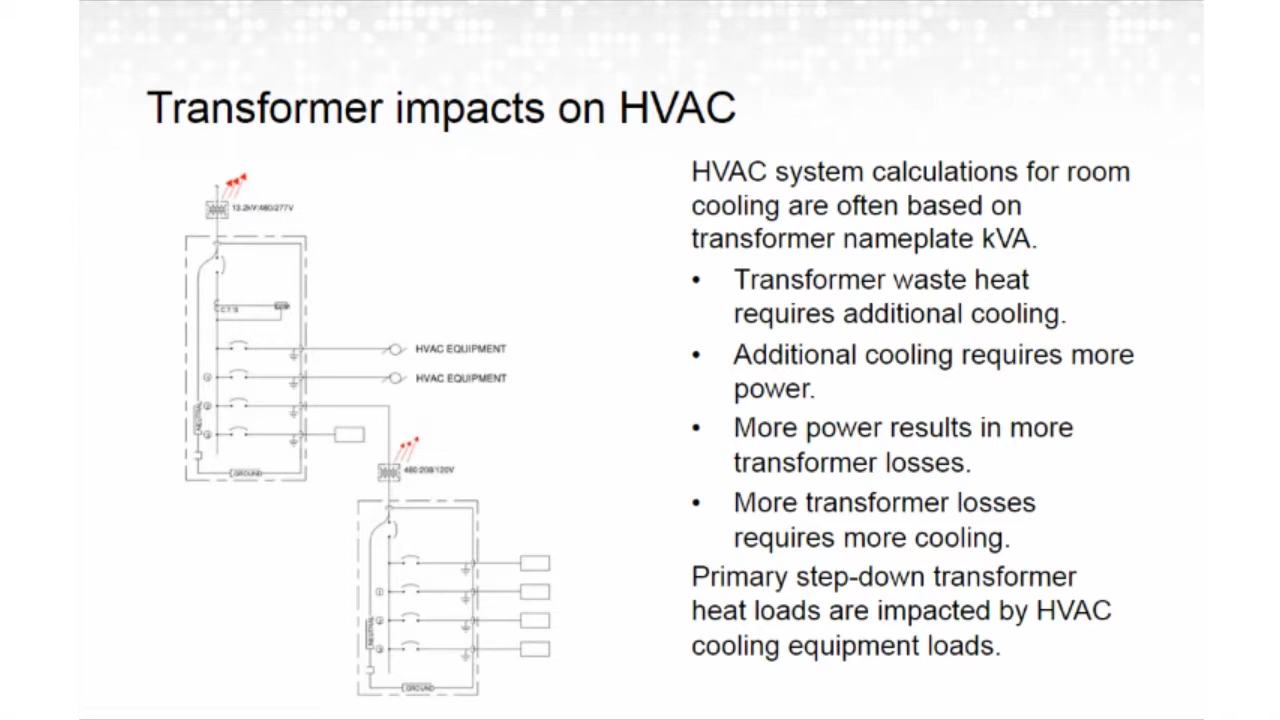 Transformer impacts on HVAC
13.2kV:480/277V
C.T.'S
HVAC EQUIPMENT
HVAC EQUIPMENT
NEUTRAL
GROUND
480:208/120V
NEUTRAL
GROUND
HVAC system calculations for room
cooling are often based on
transformer nameplate kVA.
• Transformer waste heat
requires additional cooling.
• Additional cooling requires more
power.
• More power results in more
transformer losses.
• More transformer losses
requires more cooling.
Primary step-down transformer
heat loads are impacted by HVAC
cooling equipment loads.